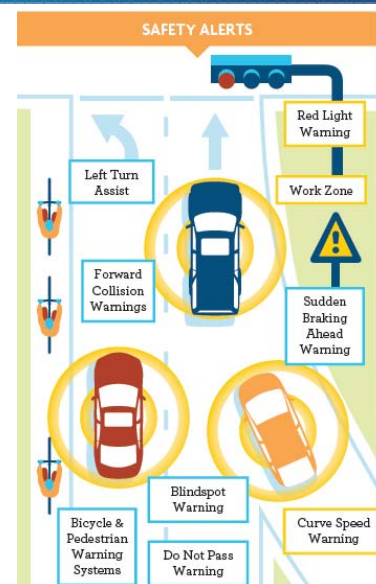 SAFETY ALERTS
Red Light
Warning
Left Turn
Assist
Work Zone
Forward
Collision
Warnings
!
Sudden
Braking
Ahead
Warning
Blindspot
Warning
Bicycle &
Pedestrian
Warning
Systems
Do Not Pass
Warning
Curve Speed
Warning